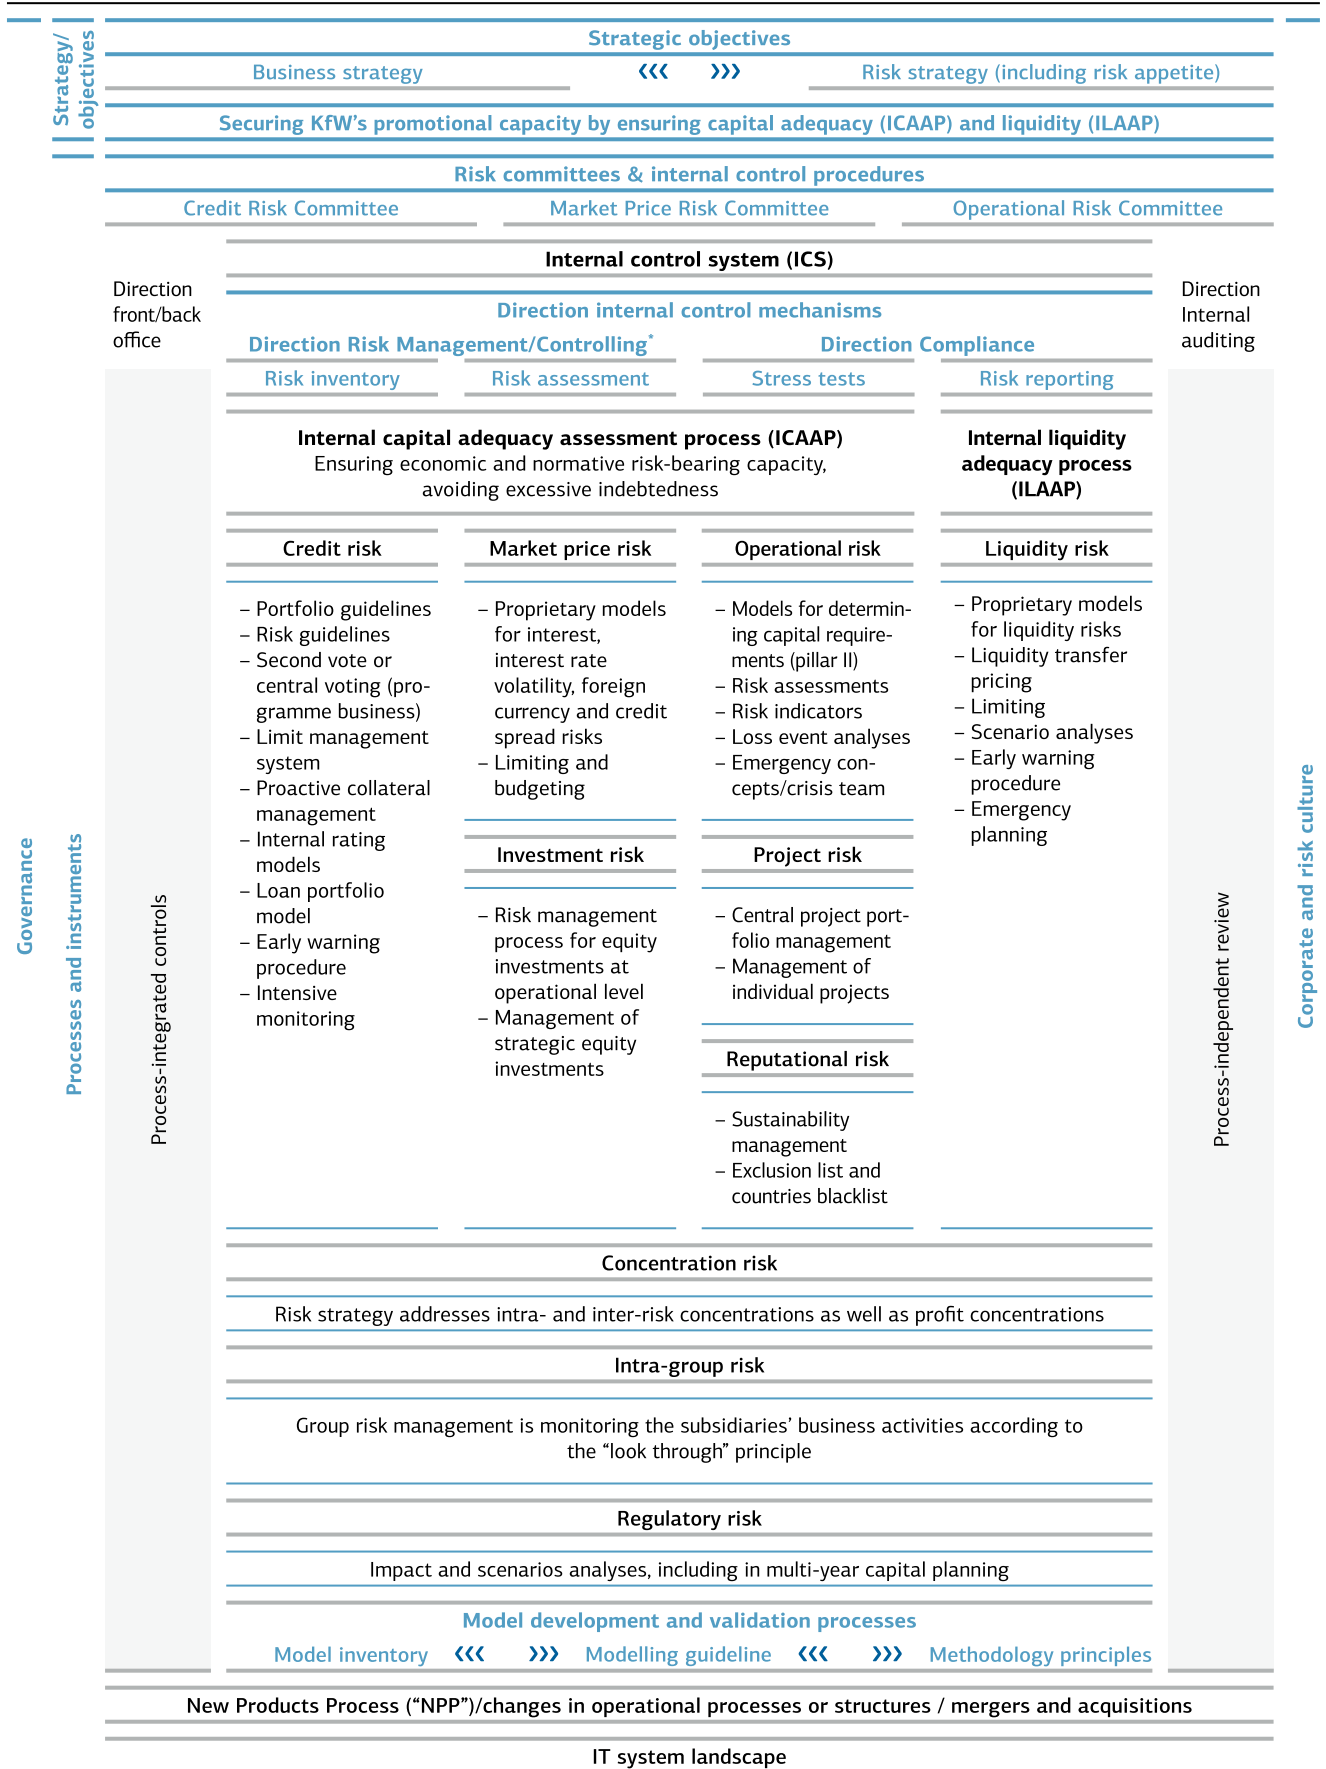 Strategy/
objectives
Strategic objectives
Business strategy
‹‹‹ ›››
Risk strategy (including risk appetite)
Securing KfW’s promotional capacity by ensuring capital adequacy (ICAAP) and liquidity (ILAAP)
Risk committees & internal control procedures
Credit Risk Committee
Market Price Risk Committee
Operational Risk Committee
Governance
Processes and instruments
Direction
front/back
office
Process-integrated controls
Internal control system (ICS)
Direction internal control mechanisms
Direction Risk Management/Controlling*
Direction Compliance
Risk inventory
Risk assessment
Stress tests
Risk reporting
Internal capital adequacy assessment process (ICAAP)
Ensuring economic and normative risk-bearing capacity,
avoiding excessive indebtedness
Internal liquidity
adequacy process
(ILAAP)
Credit risk
– Portfolio guidelines
– Risk guidelines
– Second vote or
central voting (pro-
gramme business)
– Limit management
system
– Proactive collateral
management
– Internal rating
models
– Loan portfolio
model
– Early warning
procedure
– Intensive
monitoring
Market price risk
– Proprietary models
for interest,
interest rate
volatility, foreign
currency and credit
spread risks
– Limiting and
budgeting
Investment risk
– Risk management
process for equity
investments at
operational level
– Management of
strategic equity
investments
Operational risk
– Models for determin-
ing capital require-
ments (pillar II)
– Risk assessments
– Risk indicators
– Loss event analyses
– Emergency con-
cepts/crisis team
Project risk
– Central project port-
folio management
– Management of
individual projects
Reputational risk
– Sustainability
management
– Exclusion list and
countries blacklist
Liquidity risk
– Proprietary models
for liquidity risks
– Liquidity transfer
pricing
– Limiting
– Scenario analyses
– Early warning
procedure
– Emergency
planning
Direction
Internal
auditing
Process-independent review
Corporate and risk culture
Concentration risk
Risk strategy addresses intra- and inter-risk concentrations as well as profit concentrations
Intra-group risk
Group risk management is monitoring the subsidiaries’ business activities according to
the “look through” principle
Regulatory risk
Impact and scenarios analyses, including in multi-year capital planning
Model development and validation processes
Model inventory ‹‹‹ ››› Modelling guideline ‹‹‹ ››› Methodology principles
New Products Process (“NPP”)/changes in operational processes or structures / mergers and acquisitions
IT system landscape